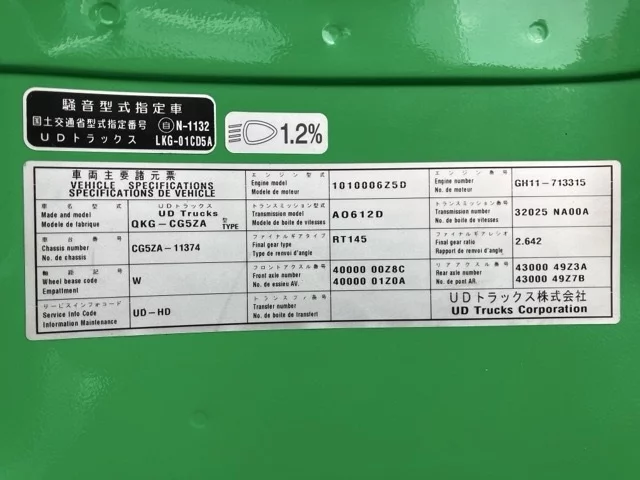 騒音型式指定車
国土交通省型式指定番号 自 N-1132
UDトラックス LKG-01CD5A
1.2%
車両主要諸元票
VEHICLE SPECIFICATIONS
SPECIFICATIONS DE VEHICLE
車名型式
Made and model
Modele de fabrique
UDトラックス
UD Trucks
QKG-CG5ZA 型 TYPE
車台番号
Chassis number
No. de chassis
CG5ZA-11374
軸距記号
Wheel bease code
Empallment
W
サービスインフォコード
Service Info Code
Information Maintenance
UD-HD
エンジン型式
Engine model
Modele de moteur
1010006Z5D
トランスミッション型式
Transmission model
Modele de boite de vitesses
AO612D
ファイナルギアタイプ
Final gear type
Type de renvoi d'angle
RT145
フロントアクスル番号
Front axle number
No. de essieu AV.
40000 00Z8C
40000 01Z0A
トランスファ番号
Transfer number
No. de boite de transfert
エンジン番号
Engine number
No. de moteur
GH11-713315
トランスミッション番号
Transmission number
No. de boite de vitesses
32025 NA00A
ファイナルギアレシオ
Final gear ratio
Rapport de renvoi d'angle
2.642
リアアクスル番号
Rear axle number
No. de pont AR.
43000 49Z3A
43000 49Z7B
UDトラックス株式会社
UD Trucks Corporation